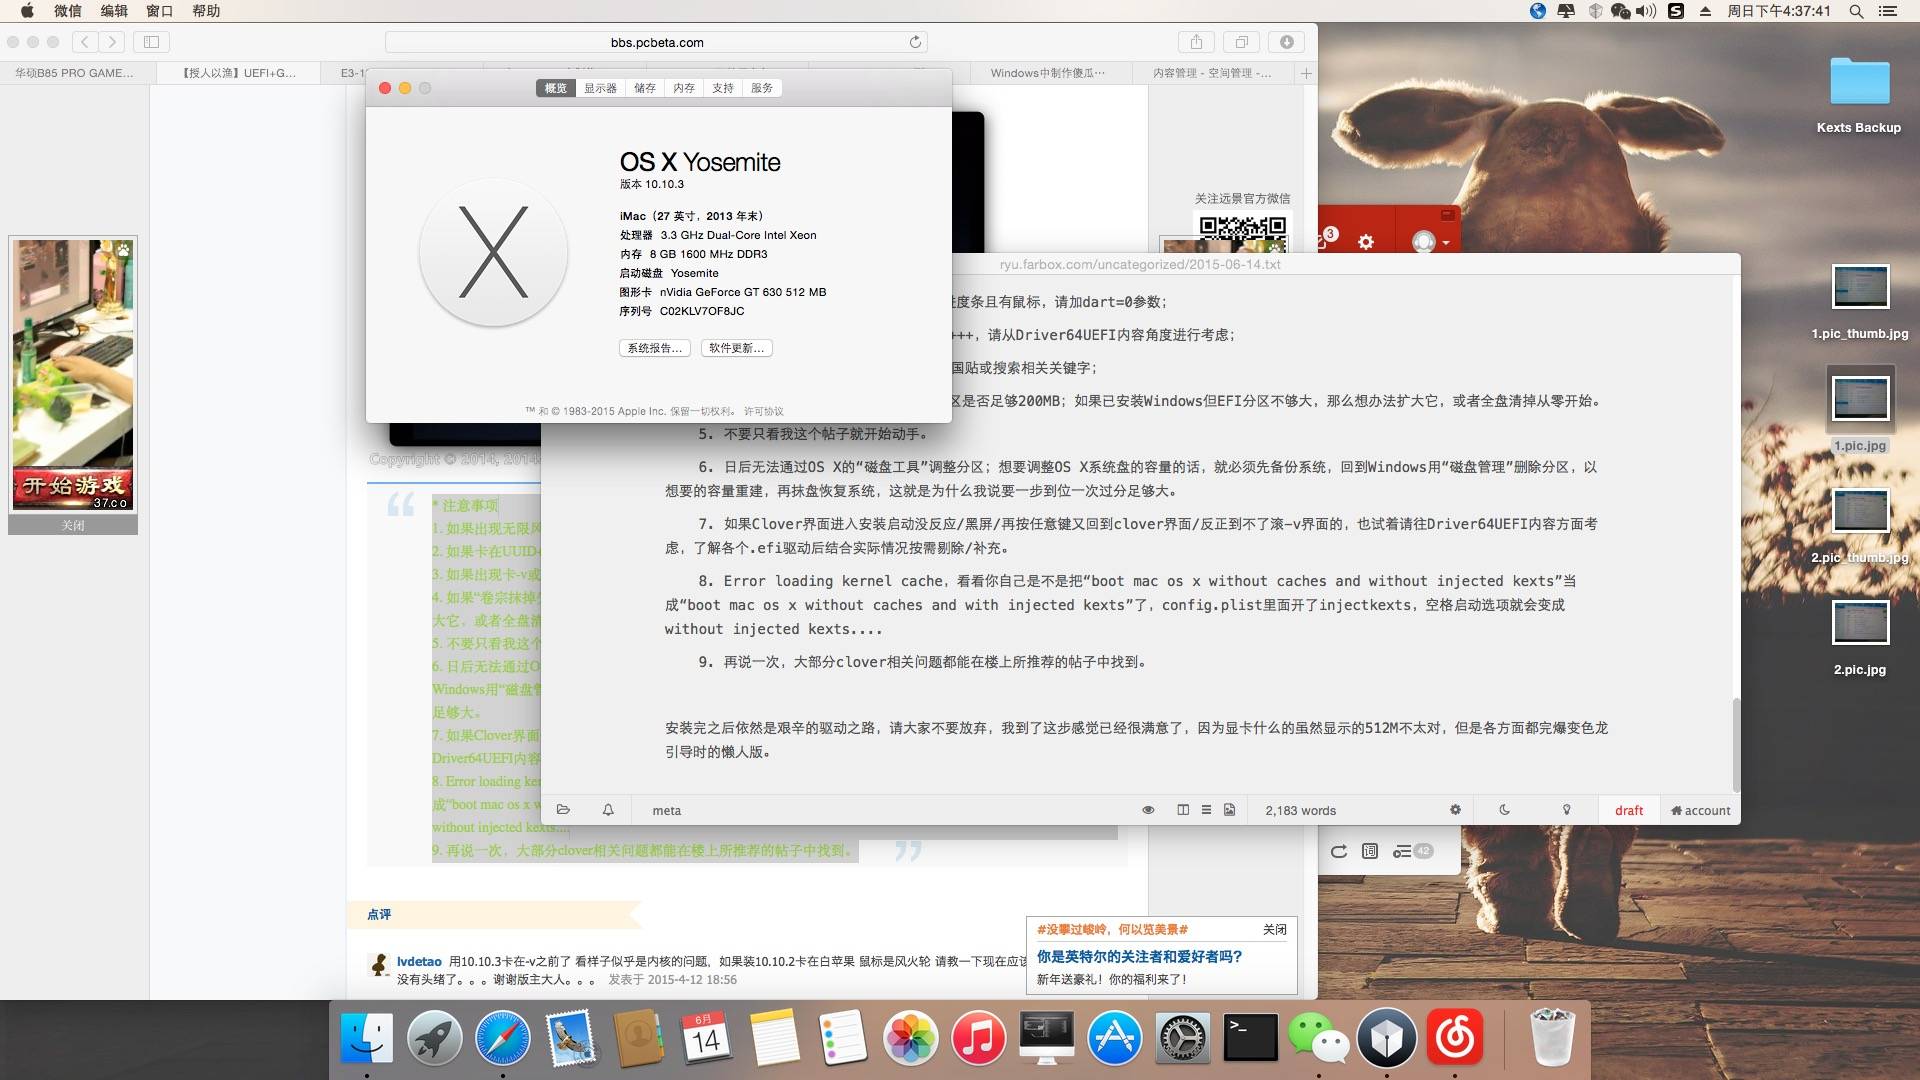 微信 编辑 窗口 帮助
周日下午4:37:41
bbs.pcbeta.com
华硕B85 PRO GAME...
【授人以渔】UEFI+G...
E3-1
Windows中制作傻瓜...
内容管理 - 空间管理 -...
概览 显示器 储存 内存 支持 服务
OS X Yosemite
版本 10.10.3
iMac（27 英寸，2013 年末）
处理器 3.3 GHz Dual-Core Intel Xeon
内存 8 GB 1600 MHz DDR3
启动磁盘 Yosemite
图形卡 nVidia GeForce GT 630 512 MB
序列号 C02KLV7OF8JC
系统报告... 软件更新...
™ 和 © 1983-2015 Apple Inc. 保留一切权利。 许可协议
关注远景官方微信
3
Kexts Backup
1.pic_thumb.jpg
1.pic.jpg
2.pic_thumb.jpg
2.pic.jpg
开始游戏
37.co
关闭
Copyright © 2014, 2014
* 注意事项
1. 如果出现无限风
2. 如果卡在UUID
3. 如果出现卡-v或
4. 如果“卷宗抹掉
大它，或者全盘清
5. 不要只看我这个
6. 日后无法通过O
Windows用“磁盘管
足够大。
7. 如果Clover界面
Driver64UEFI内容
8. Error loading ker
成“boot mac os x w
without injected kexts....
9. 再说一次，大部分clover相关问题都能在楼上所推荐的帖子中找到。
ryu.farbox.com/uncategorized/2015-06-14.txt
度条且有鼠标，请加dart=0参数；
++，请从Driver64UEFI内容角度进行考虑；
国贴或搜索相关关键字；
区是否足够200MB；如果已安装Windows但EFI分区不够大，那么想办法扩大它，或者全盘清掉从零开始。
5. 不要只看我这个帖子就开始动手。
6. 日后无法通过OS X的“磁盘工具”调整分区；想要调整OS X系统盘的容量的话，就必须先备份系统，回到Windows用“磁盘管理”删除分区，以
想要的容量重建，再抹盘恢复系统，这就是为什么我说要一步到位一次过分足够大。
7. 如果Clover界面进入安装启动没反应/黑屏/再按任意键又回到clover界面/反正到不了滚-v界面的，也试着请往Driver64UEFI内容方面考
虑，了解各个.efi驱动后结合实际情况按需剔除/补充。
8. Error loading kernel cache，看看你自己是不是把“boot mac os x without caches and without injected kexts”当
成“boot mac os x without caches and with injected kexts”了，config.plist里面开了injectkexts，空格启动选项就会变成
without injected kexts....
9. 再说一次，大部分clover相关问题都能在楼上所推荐的帖子中找到。
安装完之后依然是艰辛的驱动之路，请大家不要放弃，我到了这步感觉已经很满意了，因为显卡什么的虽然显示的512M不太对，但是各方面都完爆变色龙
引导时的懒人版。
meta
2,183 words
draft
account
词
42
点评
lvdetao 用10.10.3卡在-v之前了 看样子似乎是内核的问题，如果装10.10.2卡在白苹果 鼠标是风火轮 请教一下现在应该
没有头绪了。。。谢谢版主大人。。。 发表于 2015-4-12 18:56
#没攀过峻岭，何以览美景# 关闭
你是英特尔的关注者和爱好者吗?
新年送豪礼！你的福利来了！
6月
14